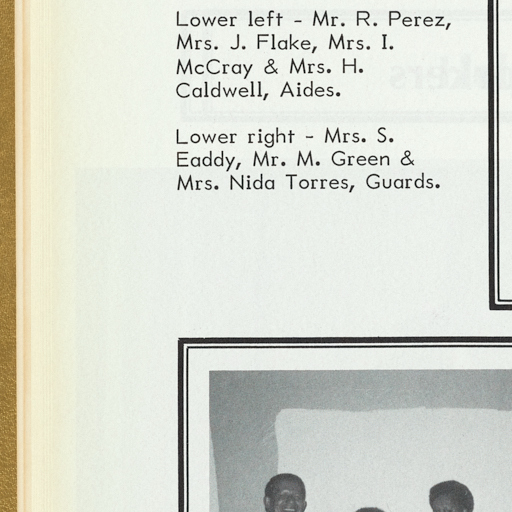 Lower left - Mr. R. Perez,
Mrs. J. Flake, Mrs. I.
McCray & Mrs. H.
Caldwell, Aides.
Lower right - Mrs. S.
Eaddy, Mr. M. Green &
Mrs. Nida Torres, Guards.